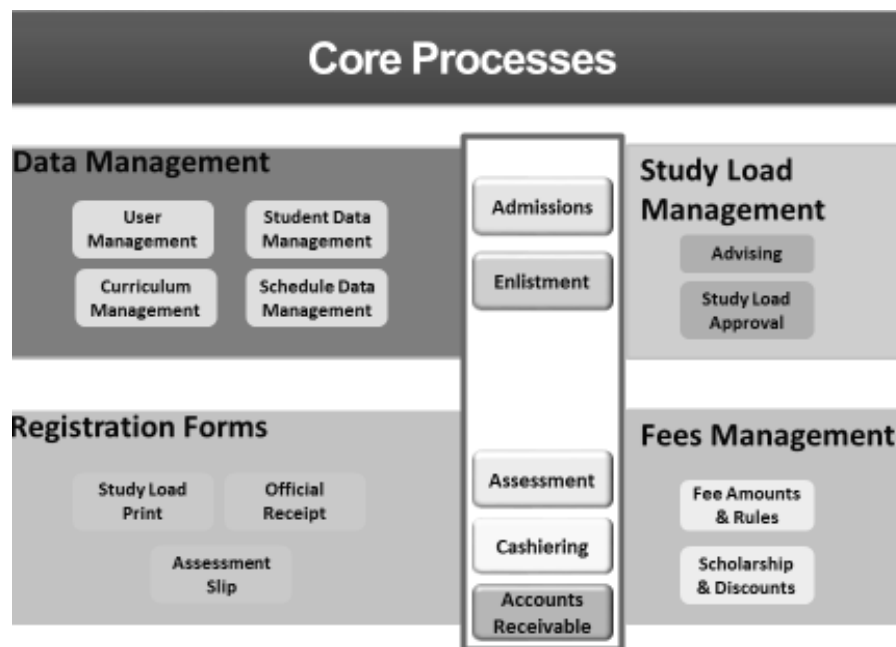 Core Processes
Data Management
User
Management
Student Data
Management
Curriculum
Management
Schedule Data
Management
Admissions
Enlistment
Study Load
Management
Advising
Study Load
Approval
Registration Forms
Study Load
Print
Official
Receipt
Assessment
Slip
Assessment
Cashiering
Accounts
Receivable
Fees Management
Fee Amounts
& Rules
Scholarship
& Discounts